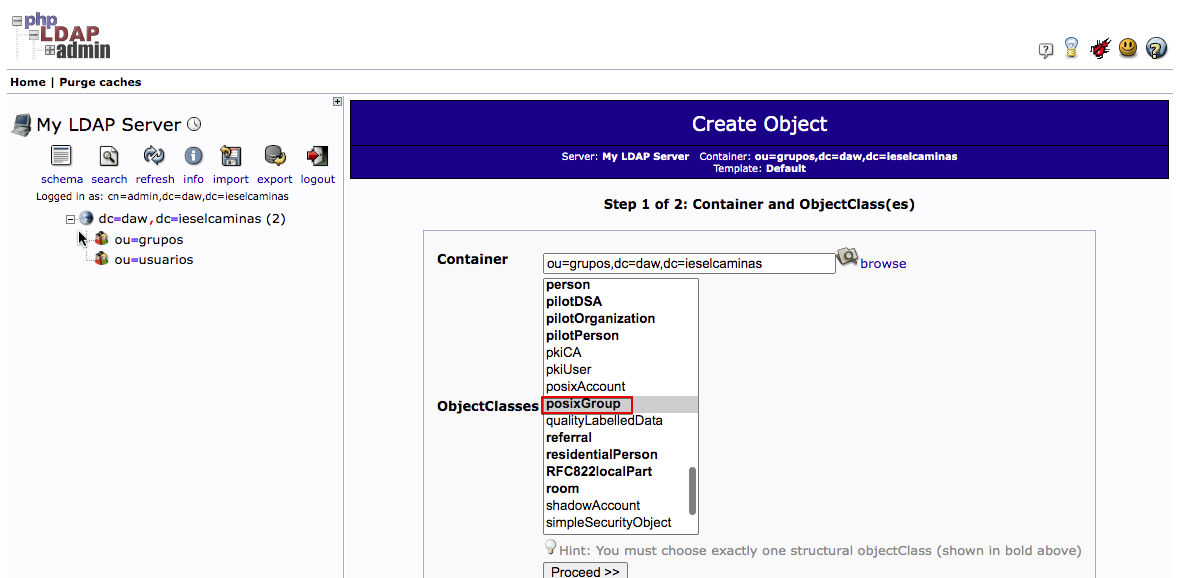 php
LDAP
admin
Home | Purge caches
My LDAP Server
schema search refresh info import export logout
Logged in as: cn=admin,dc=daw,dc=ieselcaminas
dc=daw,dc=ieselcaminas (2)
ou=grupos
ou=usuarios
Create Object
Server: My LDAP Server Container: ou=grupos,dc=daw,dc=ieselcaminas
Template: Default
Step 1 of 2: Container and ObjectClass(es)
Container
ou=grupos,dc=daw,dc=ieselcaminas
browse
ObjectClasses
person
pilotDSA
pilotOrganization
pilotPerson
pkiCA
pkiUser
posixAccount
posixGroup
qualityLabelledData
referral
residentialPerson
RFC822localPart
room
shadowAccount
simpleSecurityObject
Hint: You must choose exactly one structural objectClass (shown in bold above)
Proceed >>